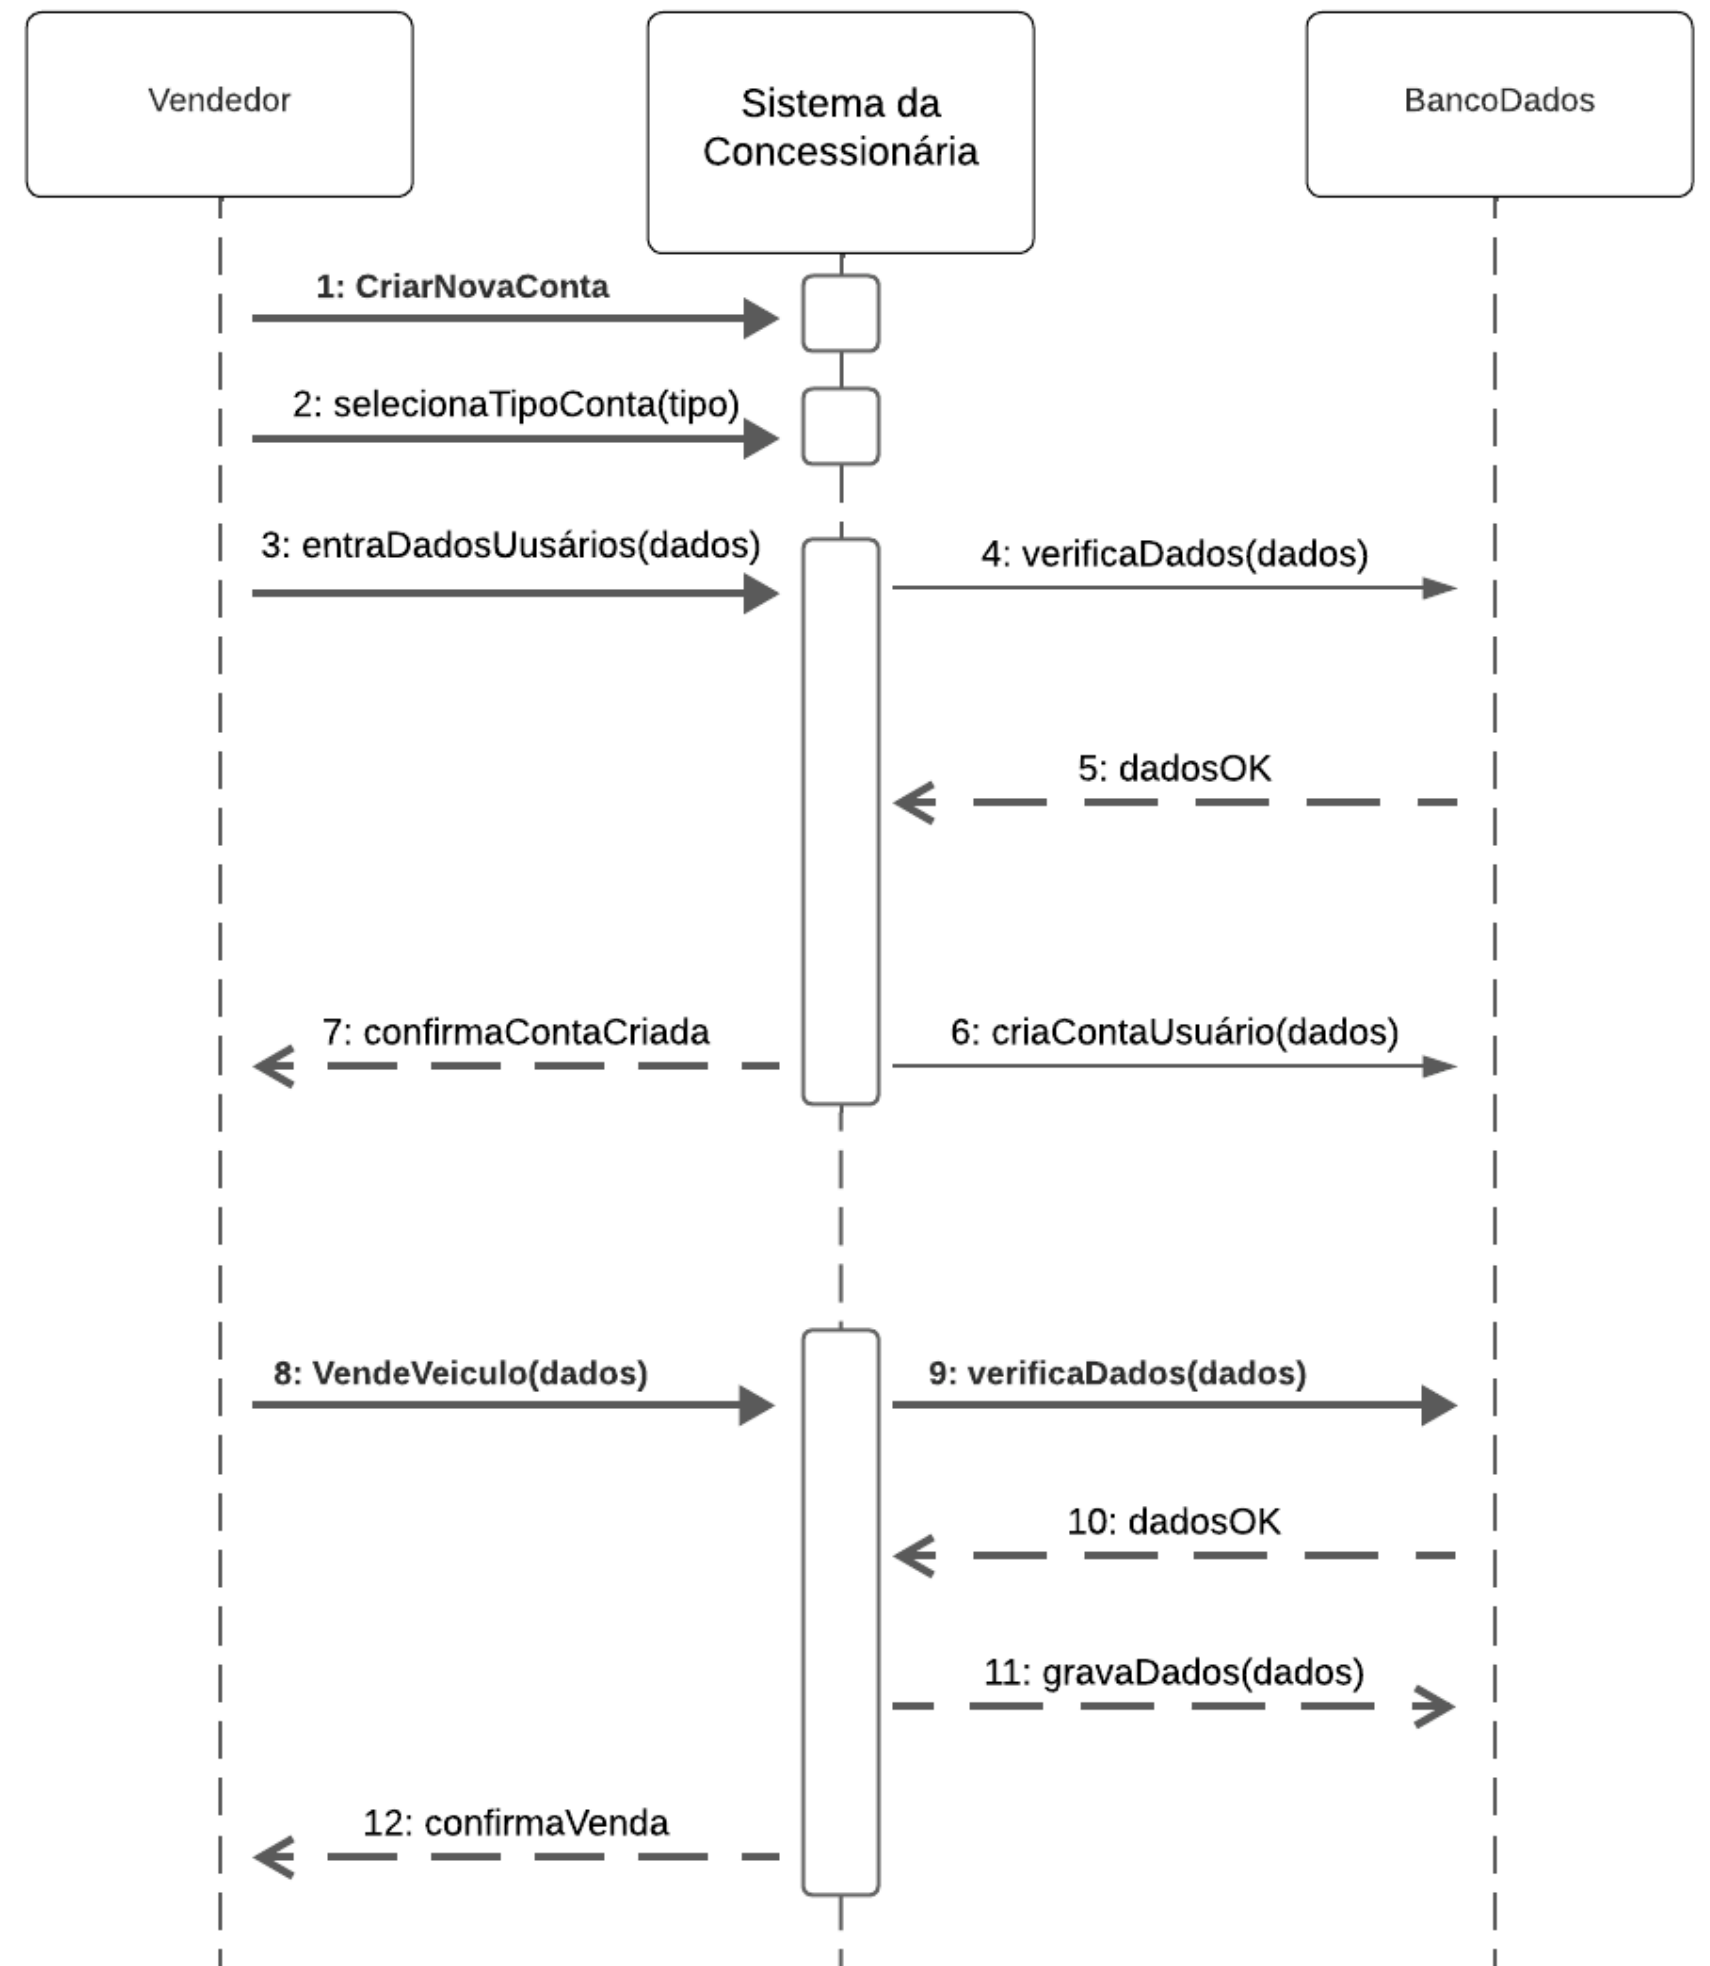 Vendedor
Sistema da
Concessionária
BancoDados
1: CriarNovaConta
2: selecionaTipoConta(tipo)
3: entraDadosUusários(dados)
4: verificaDados(dados)
5: dadosOK
7: confirmaContaCriada
6: criaContaUsuário(dados)
8: VendeVeiculo(dados)
9: verificaDados(dados)
10: dadosOK
11: gravaDados(dados)
12: confirmaVenda